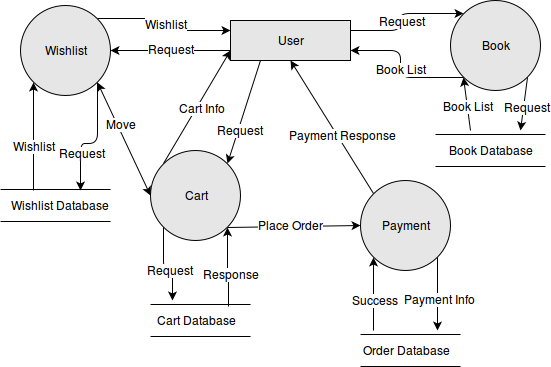 Wishlist
Request
Wishlist
User
Book
Request
Book List
Cart Info
Book List
Request
Move
Request
Payment Response
Wishlist
Request
Book Database
Wishlist Database
Cart
Place Order
Payment
Request
Response
Success
Payment Info
Cart Database
Order Database